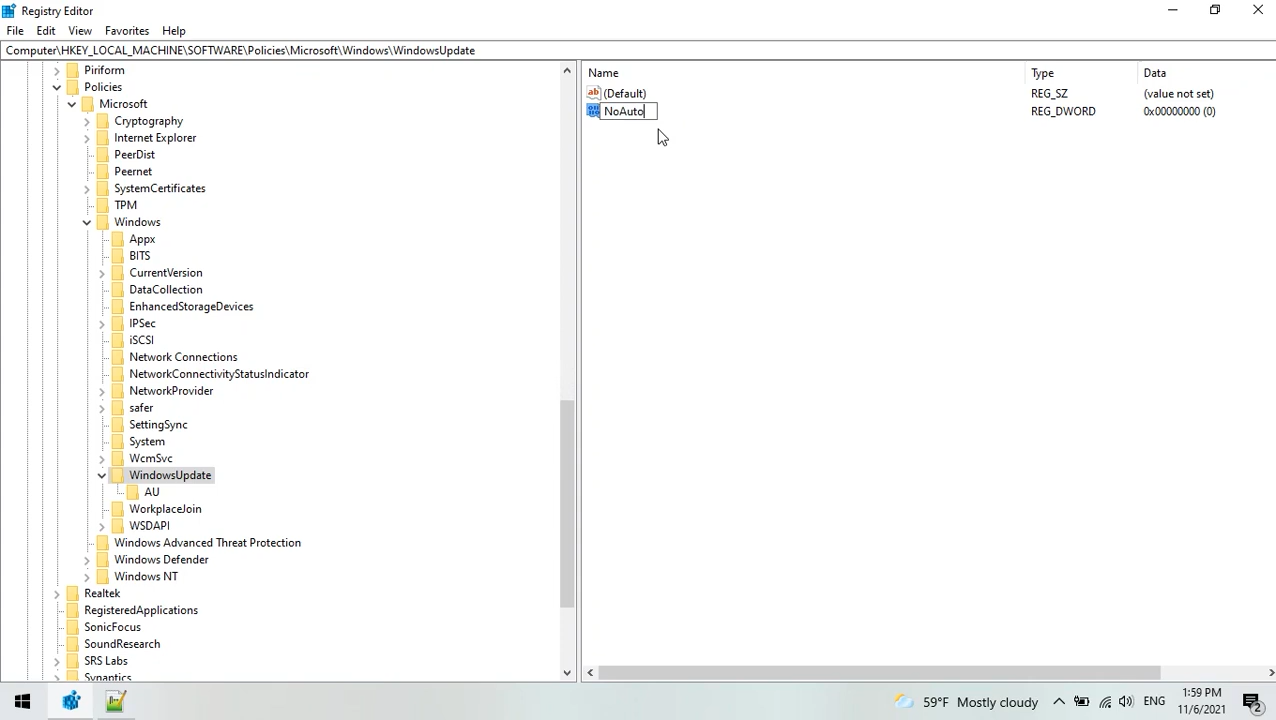 Registry Editor
File Edit View Favorites Help
Computer\HKEY_LOCAL_MACHINE\SOFTWARE\Policies\Microsoft\Windows\WindowsUpdate
Piriform
Policies
Microsoft
Cryptography
Internet Explorer
PeerDist
Peernet
SystemCertificates
TPM
Windows
Appx
BITS
CurrentVersion
DataCollection
EnhancedStorageDevices
IPSec
iSCSI
Network Connections
NetworkConnectivityStatusIndicator
NetworkProvider
safer
SettingSync
System
WcmSvc
WindowsUpdate
AU
WorkplaceJoin
WSDAPI
Windows Advanced Threat Protection
Windows Defender
Windows NT
Realtek
RegisteredApplications
SonicFocus
SoundResearch
SRS Labs
Synaptics
Name Type Data
ab (Default) REG_SZ (value not set)
NoAuto REG_DWORD 0x00000000 (0)
59°F Mostly cloudy ENG 1:59 PM
11/6/2021 2